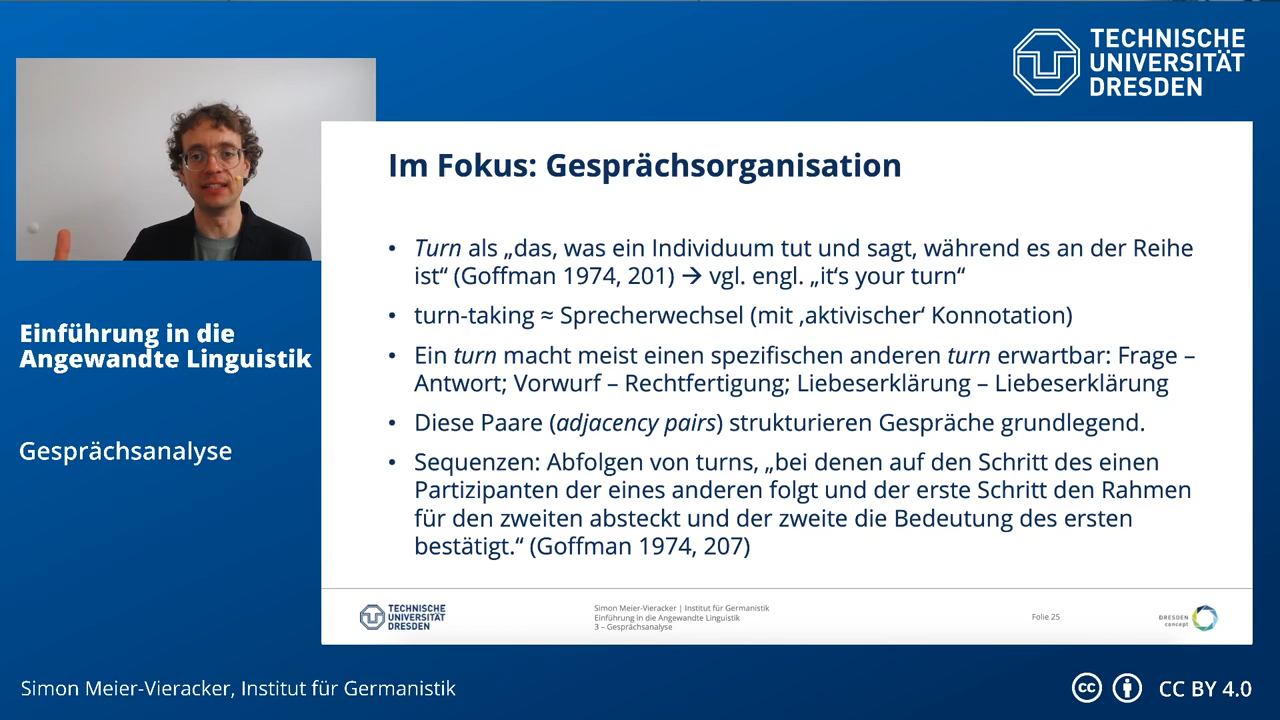 TECHNISCHE
UNIVERSITÄT
DRESDEN
Im Fokus: Gesprächsorganisation
• Turn als „das, was ein Individuum tut und sagt, während es an der Reihe
ist“ (Goffman 1974, 201) → vgl. engl. „it‘s your turn“
• turn-taking ≈ Sprecherwechsel (mit ‚aktivischer‘ Konnotation)
• Ein turn macht meist einen spezifischen anderen turn erwartbar: Frage –
Antwort; Vorwurf – Rechtfertigung; Liebeserklärung – Liebeserklärung
• Diese Paare (adjacency pairs) strukturieren Gespräche grundlegend.
• Sequenzen: Abfolgen von turns, „bei denen auf den Schritt des einen
Partizipanten der eines anderen folgt und der erste Schritt den Rahmen
für den zweiten absteckt und der zweite die Bedeutung des ersten
bestätigt.“ (Goffman 1974, 207)
TECHNISCHE
UNIVERSITÄT
DRESDEN
Simon Meier-Vieracker | Institut für Germanistik
Einführung in die Angewandte Linguistik
3 – Gesprächsanalyse
Folie 25
DRESDEN
concept
Einführung in die
Angewandte Linguistik
Gesprächsanalyse
Simon Meier-Vieracker, Institut für Germanistik
cc
CC BY 4.0